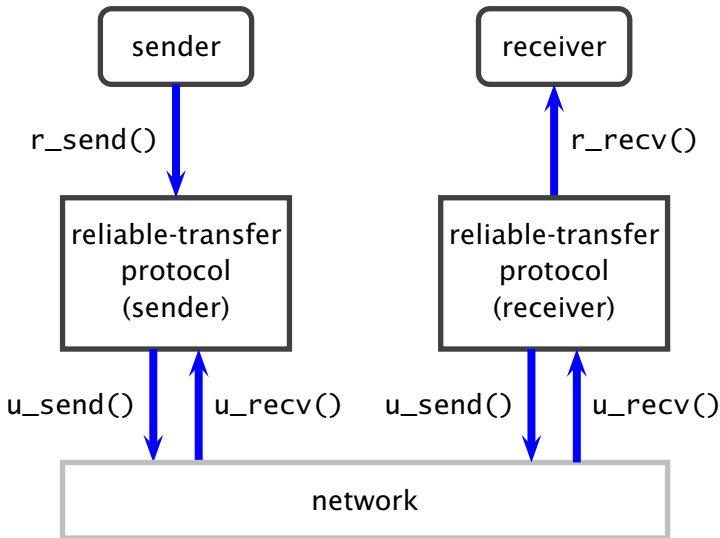 sender
receiver
r_send()
r_recv()
reliable-transfer
protocol
(sender)
reliable-transfer
protocol
(receiver)
u_send()
u_recv()
u_send()
u_recv()
network